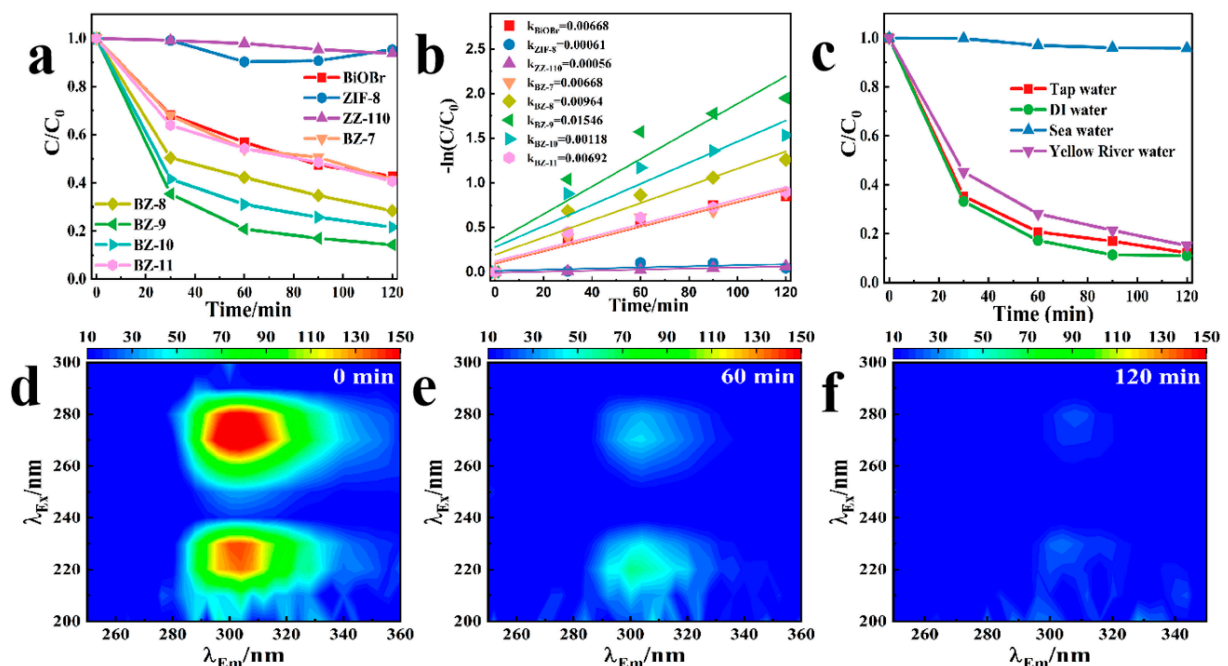 a
C/C0
1.0
0.8
0.6
0.4
0.2
0.0
BiOBr
ZIF-8
ZZ-110
BZ-7
BZ-8
BZ-9
BZ-10
BZ-11
0 20 40 60 80 100 120
Time/min
b
-ln(C/C0)
2.5
2.0
1.5
1.0
0.5
0.0
kBiOBr=0.00668
kZIF-8=0.00061
kZZ-110=0.00056
kBZ-7=0.00668
kBZ-8=0.00964
kBZ-9=0.01546
kBZ-10=0.00118
kBZ-11=0.00692
0 20 40 60 80 100 120
Time/min
c
C/C0
1.0
0.8
0.6
0.4
0.2
0.0
Tap water
DI water
Sea water
Yellow River water
0 20 40 60 80 100 120
Time (min)
10 30 50 70 90 110 130 150
d
0 min
λEx/nm
300
280
260
240
220
200
260 280 300 320 340 360
λEm/nm
10 30 50 70 90 110 130 150
e
60 min
λEx/nm
300
280
260
240
220
200
260 280 300 320 340 360
λEm/nm
10 30 50 70 90 110 130 150
f
120 min
λEx/nm
300
280
260
240
220
200
260 280 300 320 340 360
λEm/nm